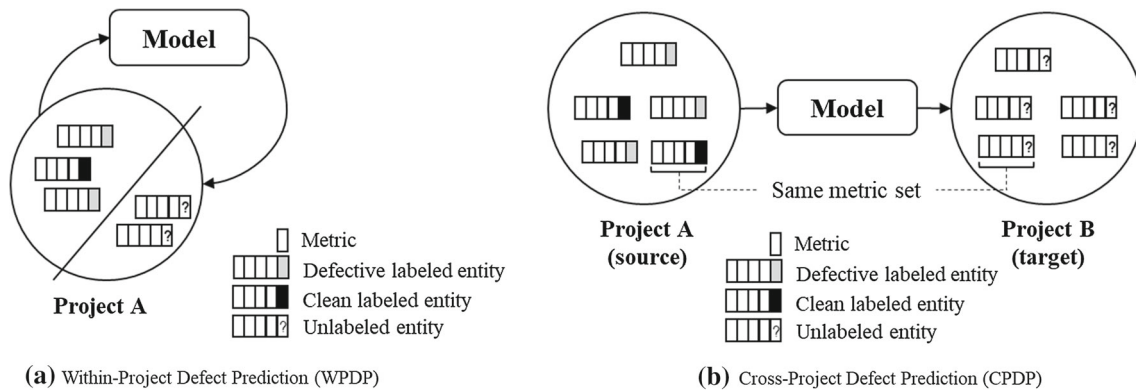 Model
?
?
Project A
Metric
Defective labeled entity
Clean labeled entity
? Unlabeled entity
(a) Within-Project Defect Prediction (WPDP)
Model
?
?
?
?
?
Same metric set
Project A
(source)
Project B
(target)
Metric
Defective labeled entity
Clean labeled entity
? Unlabeled entity
(b) Cross-Project Defect Prediction (CPDP)